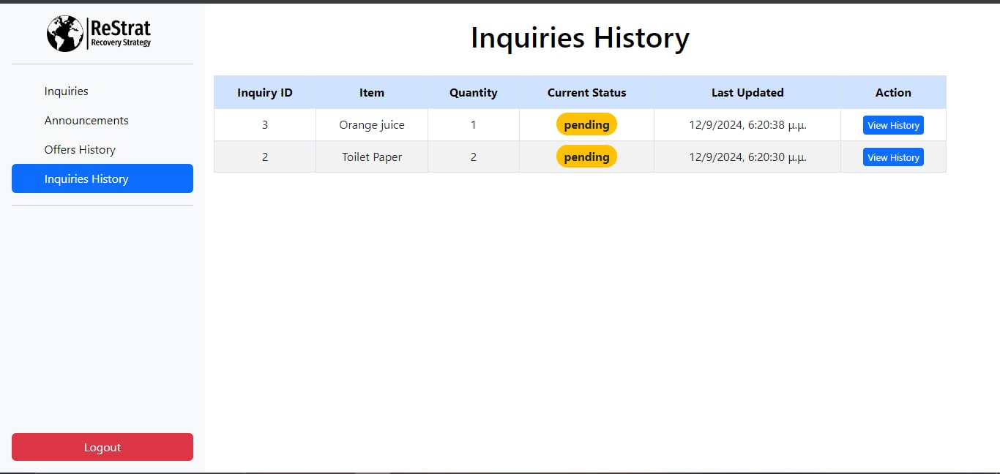 ReStrat
Recovery Strategy
Inquiries
Announcements
Offers History
Inquiries History
Logout
Inquiries History
Inquiry ID Item Quantity Current Status Last Updated Action
3 Orange juice 1 pending 12/9/2024, 6:20:38 μ.μ. View History
2 Toilet Paper 2 pending 12/9/2024, 6:20:30 μ.μ. View History